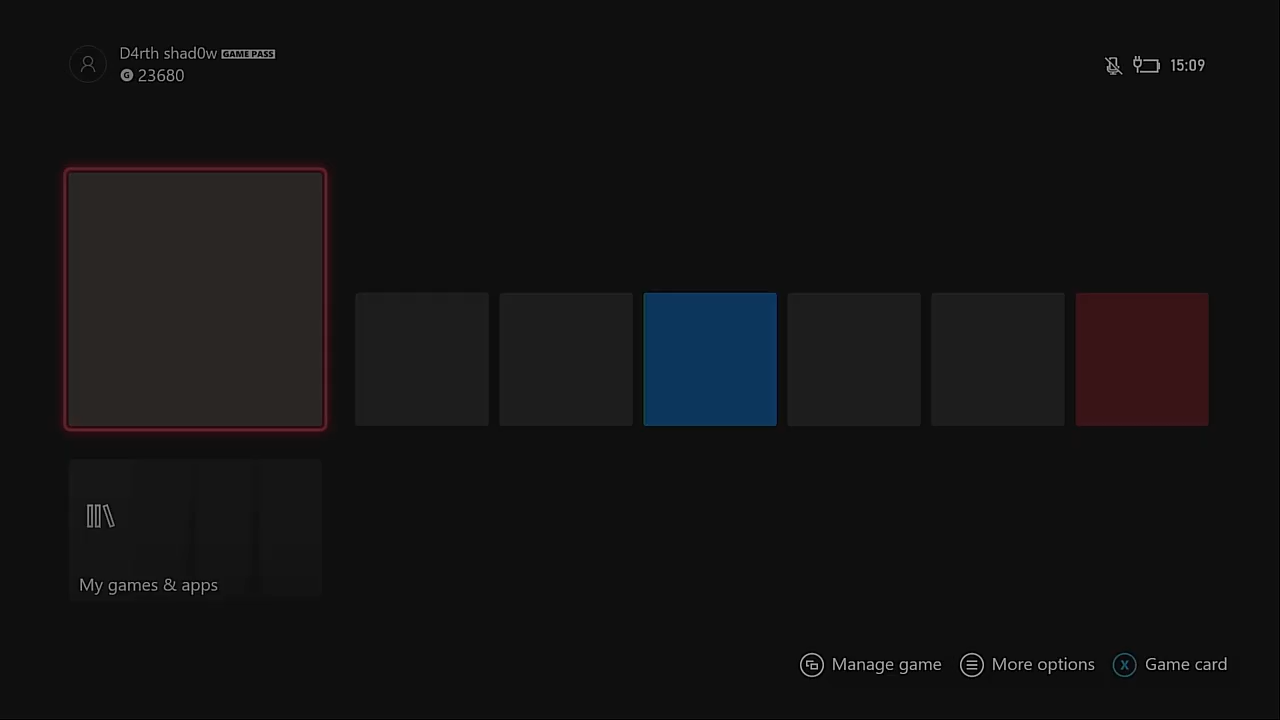 D4rth shad0w GAME PASS
G 23680
15:09
My games & apps
Manage game
More options
X Game card